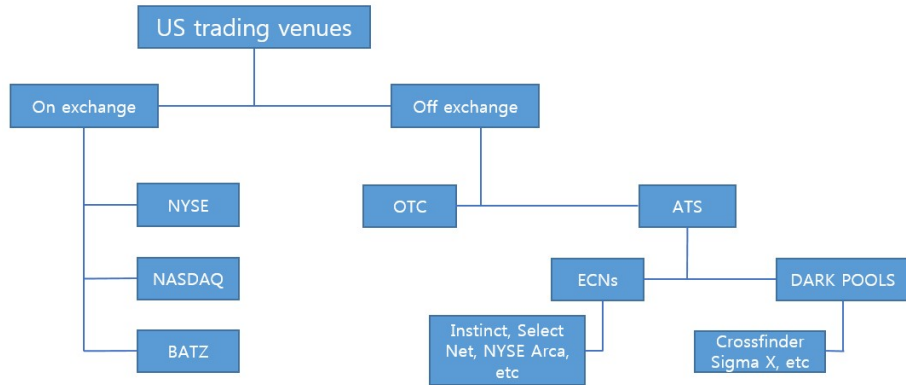 US trading venues
On exchange
Off exchange
NYSE
OTC
ATS
NASDAQ
ECNs
DARK POOLS
BATZ
Instinct, Select
Net, NYSE Arca,
etc
Crossfinder
Sigma X, etc